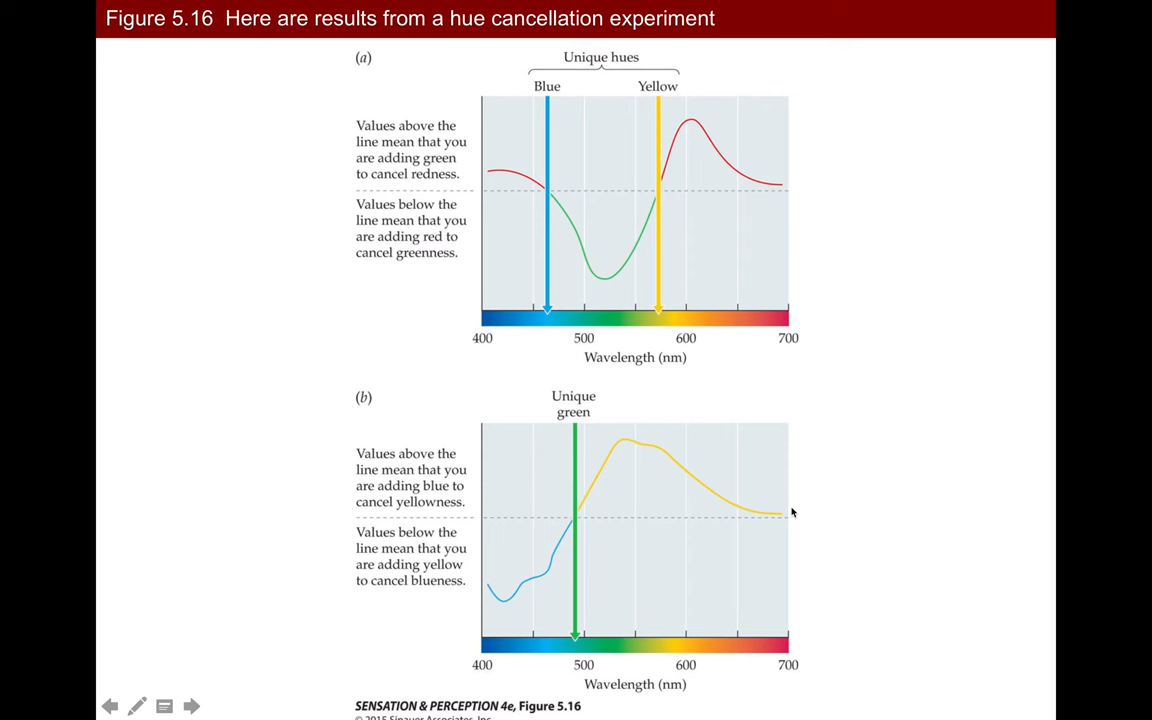 Figure 5.16 Here are results from a hue cancellation experiment
(a)
Unique hues
Blue
Yellow
Values above the
line mean that you
are adding green
to cancel redness.
Values below the
line mean that you
are adding red to
cancel greenness.
400
500
600
700
Wavelength (nm)
(b)
Unique
green
Values above the
line mean that you
are adding blue to
cancel yellowness.
Values below the
line mean that you
are adding yellow
to cancel blueness.
400
500
600
700
Wavelength (nm)
SENSATION & PERCEPTION 4e, Figure 5.16
© 2015 Sinauer Associates, Inc.